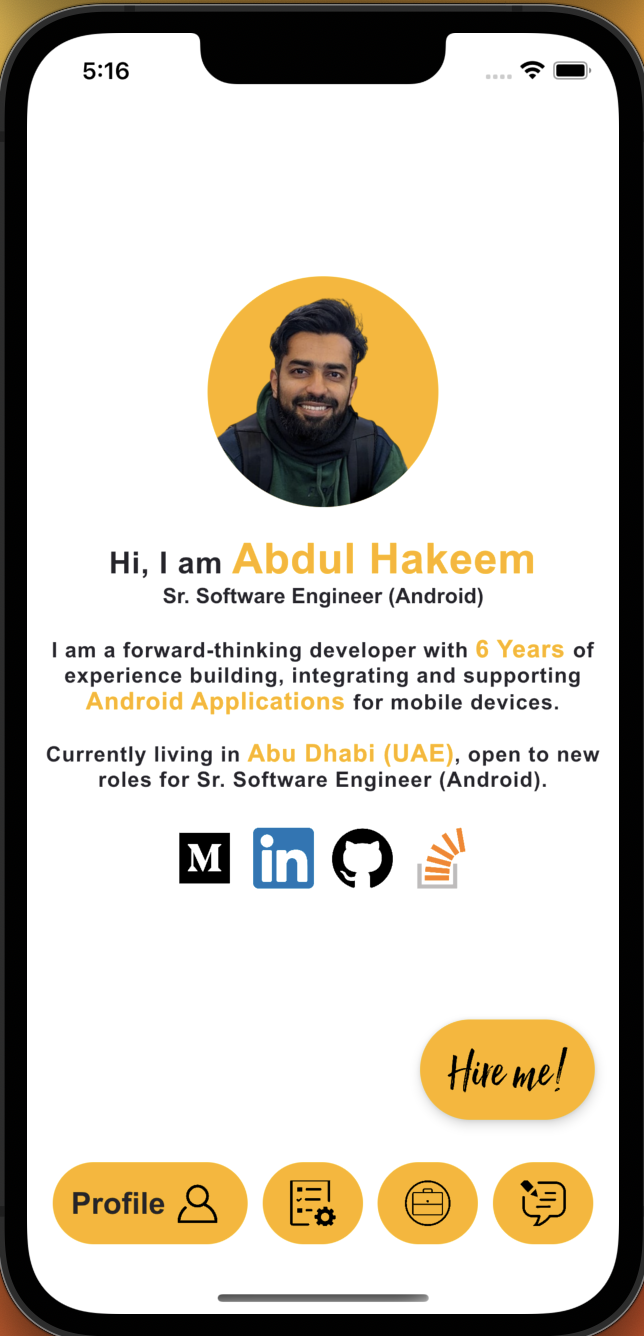 5:16
Hi, I am Abdul Hakeem
Sr. Software Engineer (Android)
I am a forward-thinking developer with 6 Years of
experience building, integrating and supporting
Android Applications for mobile devices.
Currently living in Abu Dhabi (UAE), open to new
roles for Sr. Software Engineer (Android).
M in
Hire me!
Profile